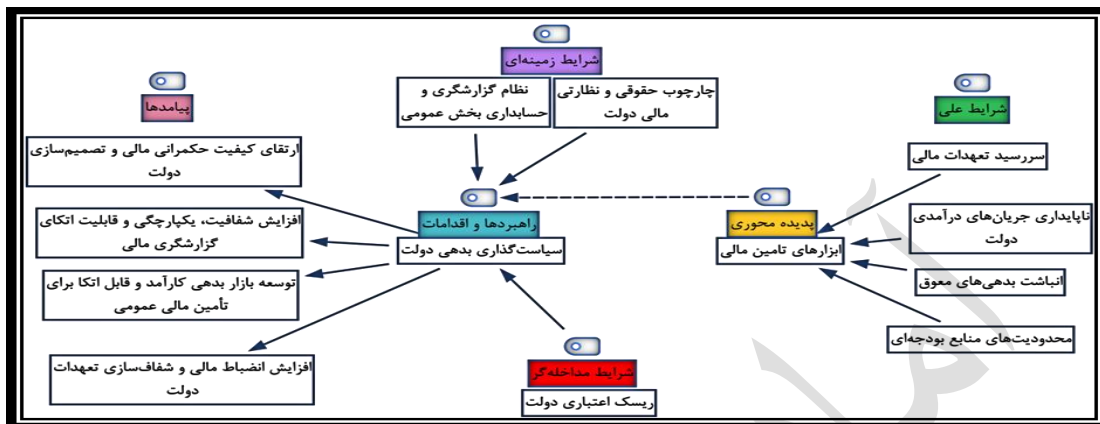 شرایط زمینه‌ای
نظام گزارشگری و
حسابداری بخش عمومی
چارچوب حقوقی و نظارتی
مالی دولت
شرایط علی
سررسید تعهدات مالی
ناپایداری جریان‌های درآمدی
دولت
انباشت بدهی‌های معوق
محدودیت‌های منابع بودجه‌ای
پدیده محوری
ابزارهای تامین مالی
راهبردها و اقدامات
سیاست‌گذاری بدهی دولت
شرایط مداخله‌گر
ریسک اعتباری دولت
پیامدها
ارتقای کیفیت حکمرانی مالی و تصمیم‌سازی
دولت
افزایش شفافیت، یکپارچگی و قابلیت اتکای
گزارشگری مالی
توسعه بازار بدهی کارآمد و قابل اتکا برای
تأمین مالی عمومی
افزایش انضباط مالی و شفاف‌سازی تعهدات
دولت